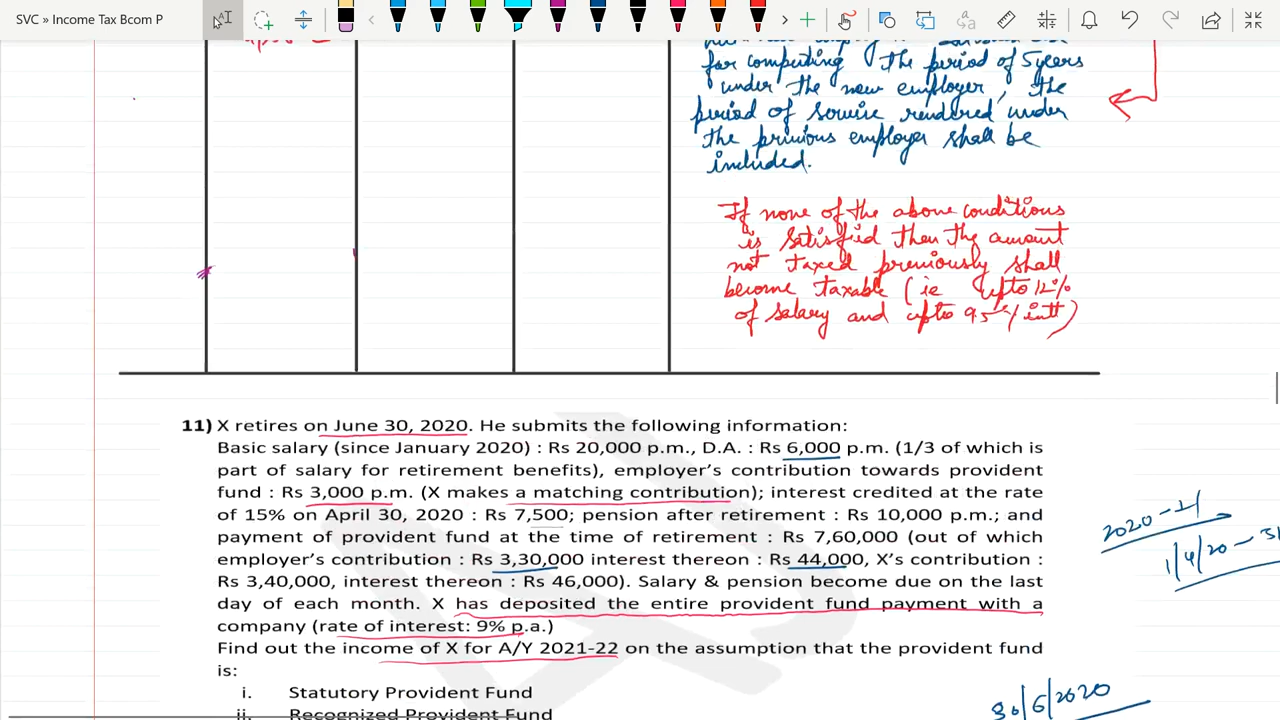 SVC » Income Tax Bcom P
for computing the period of 5 years
under the new employer, the
period of service rendered under
the previous employer shall be
included.
If none of the above conditions
is satisfied then the amount
not taxed previously shall
become taxable (ie upto 12%
of salary and upto 9.5% intt)
11) X retires on June 30, 2020. He submits the following information:
Basic salary (since January 2020) : Rs 20,000 p.m., D.A. : Rs 6,000 p.m. (1/3 of which is
part of salary for retirement benefits), employer's contribution towards provident
fund : Rs 3,000 p.m. (X makes a matching contribution); interest credited at the rate
of 15% on April 30, 2020 : Rs 7,500; pension after retirement : Rs 10,000 p.m.; and
payment of provident fund at the time of retirement : Rs 7,60,000 (out of which
employer's contribution : Rs 3,30,000 interest thereon : Rs 44,000, X's contribution :
Rs 3,40,000, interest thereon : Rs 46,000). Salary & pension become due on the last
day of each month. X has deposited the entire provident fund payment with a
company (rate of interest: 9% p.a.)
Find out the income of X for A/Y 2021-22 on the assumption that the provident fund
is:
i. Statutory Provident Fund
ii. Recognized Provident Fund
2020-21
1/4/20 – 31
30/6/2020